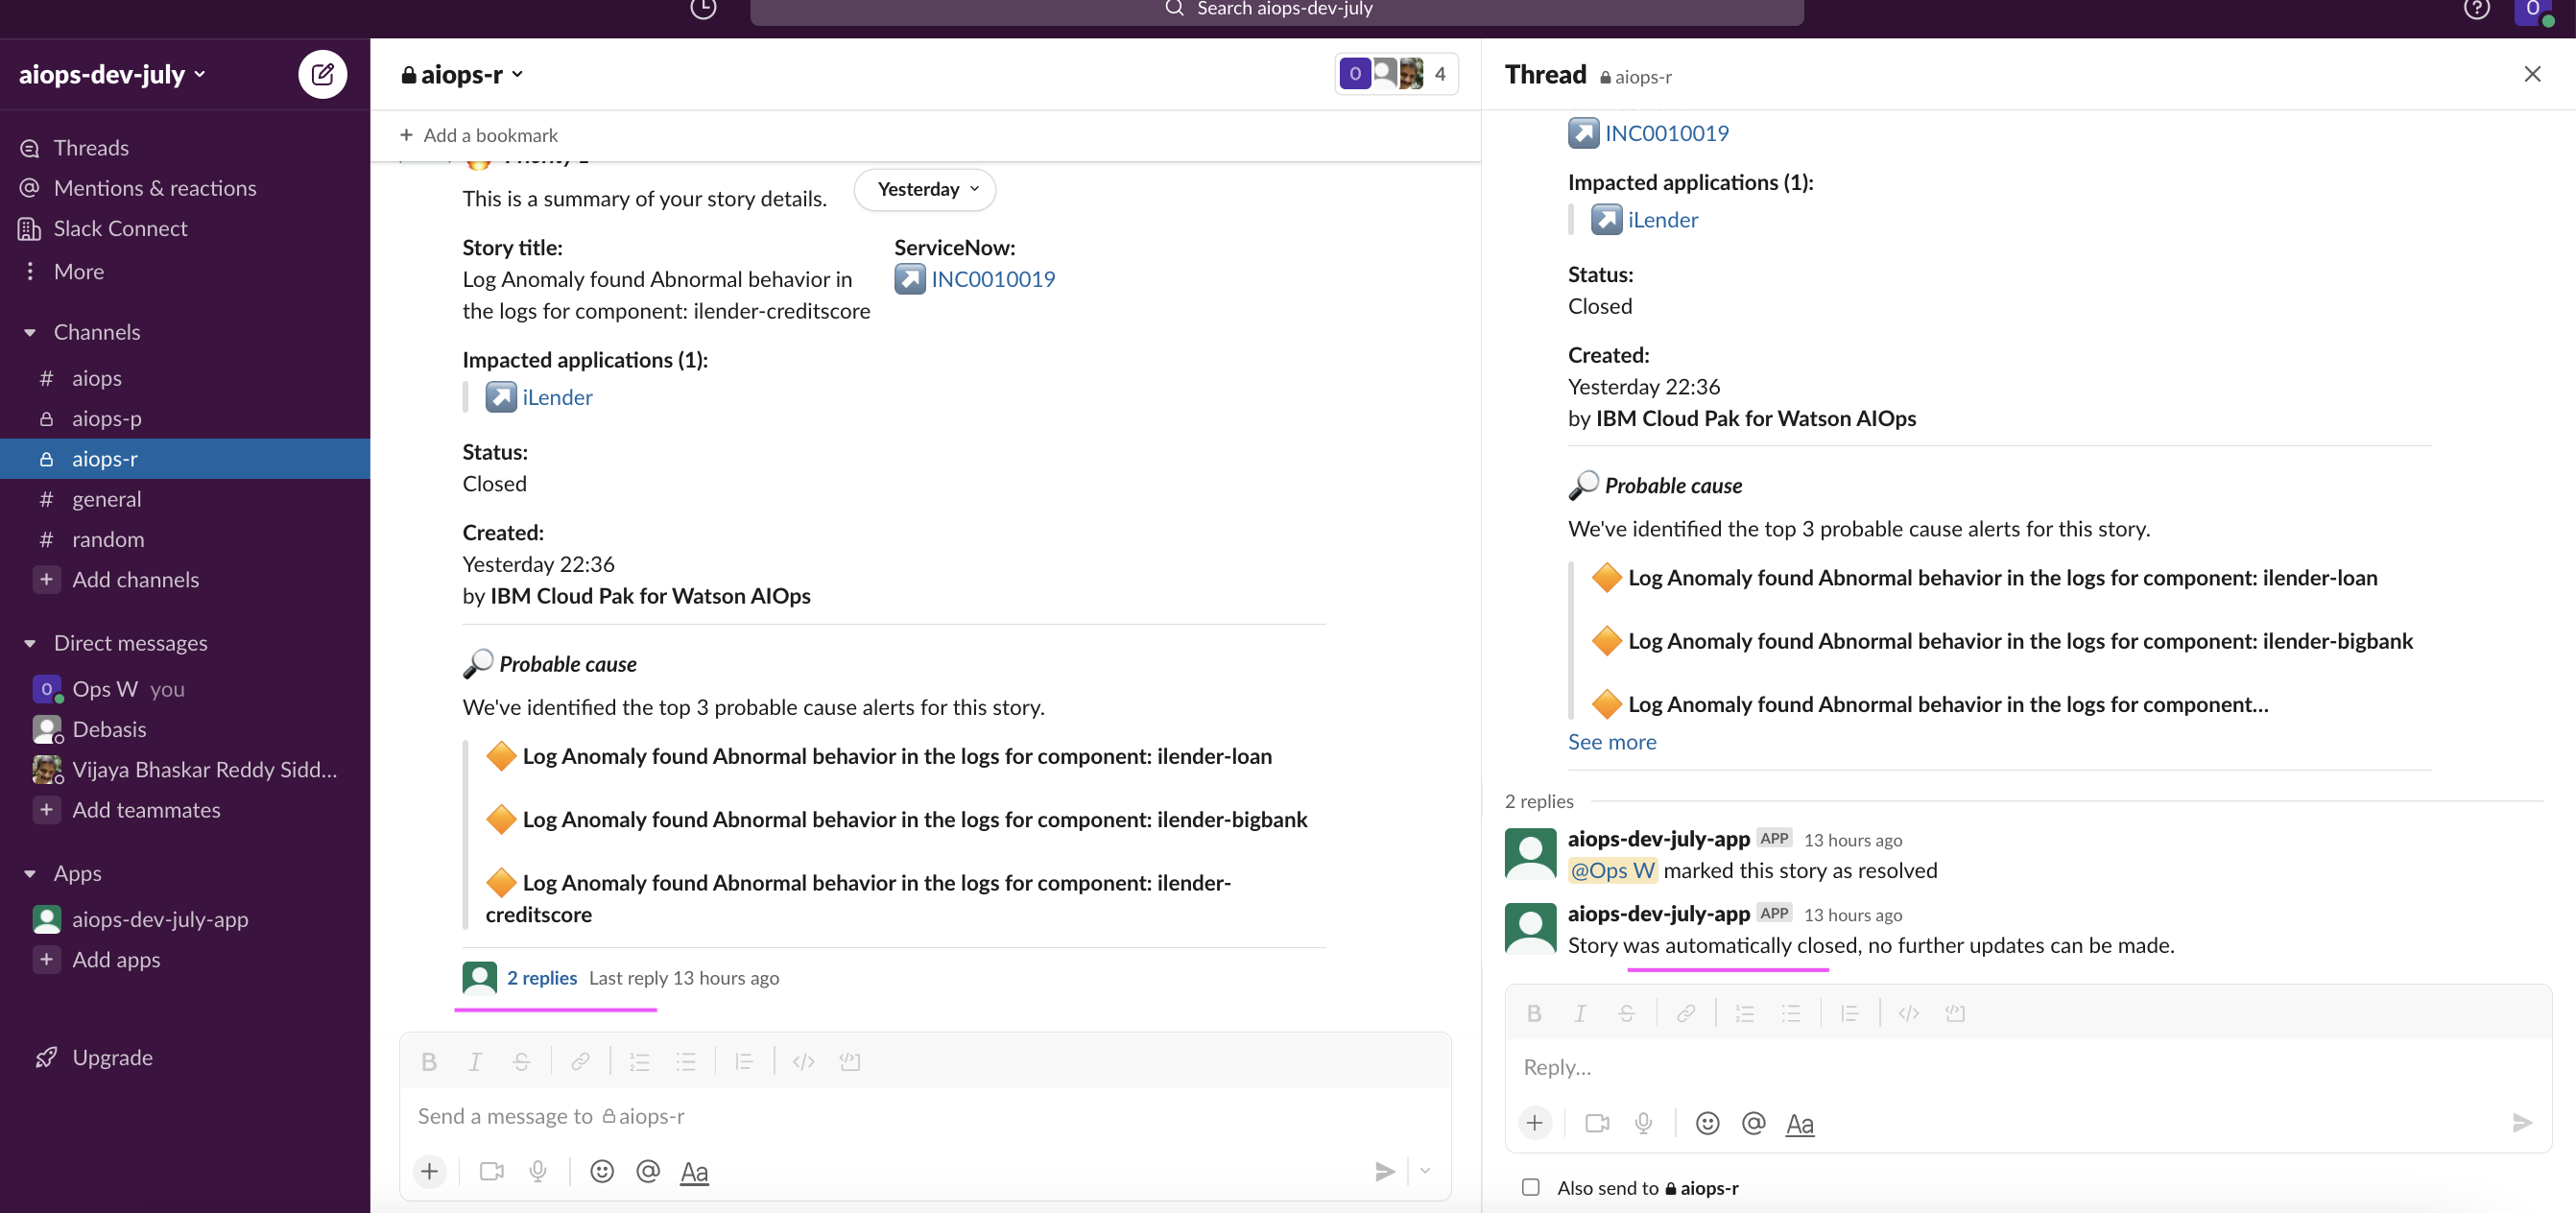 Search aiops-dev-july
O
aiops-dev-july
Threads
Mentions & reactions
Slack Connect
More
Channels
# aiops
aiops-p
aiops-r
# general
# random
+ Add channels
Direct messages
O Ops W you
Debasis
Vijaya Bhaskar Reddy Sidd...
+ Add teammates
Apps
aiops-dev-july-app
+ Add apps
Upgrade
aiops-r
O 4
+ Add a bookmark
Priority 1
Yesterday
This is a summary of your story details.
Story title:
Log Anomaly found Abnormal behavior in
the logs for component: ilender-creditscore
ServiceNow:
INC0010019
Impacted applications (1):
iLender
Status:
Closed
Created:
Yesterday 22:36
by IBM Cloud Pak for Watson AIOps
Probable cause
We've identified the top 3 probable cause alerts for this story.
Log Anomaly found Abnormal behavior in the logs for component: ilender-loan
Log Anomaly found Abnormal behavior in the logs for component: ilender-bigbank
Log Anomaly found Abnormal behavior in the logs for component: ilender-
creditscore
2 replies Last reply 13 hours ago
B I S
Send a message to aiops-r
+ @ Aa
Thread aiops-r
INC0010019
Impacted applications (1):
iLender
Status:
Closed
Created:
Yesterday 22:36
by IBM Cloud Pak for Watson AIOps
Probable cause
We've identified the top 3 probable cause alerts for this story.
Log Anomaly found Abnormal behavior in the logs for component: ilender-loan
Log Anomaly found Abnormal behavior in the logs for component: ilender-bigbank
Log Anomaly found Abnormal behavior in the logs for component...
See more
2 replies
aiops-dev-july-app APP 13 hours ago
@Ops W marked this story as resolved
aiops-dev-july-app APP 13 hours ago
Story was automatically closed, no further updates can be made.
B I S
Reply...
+ @ Aa
Also send to aiops-r